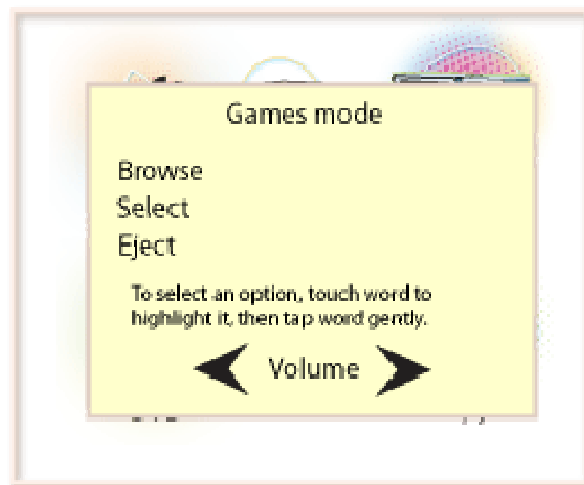 Games mode
Browse
Select
Eject
To select an option, touch word to
highlight it, then tap word gently.
Volume